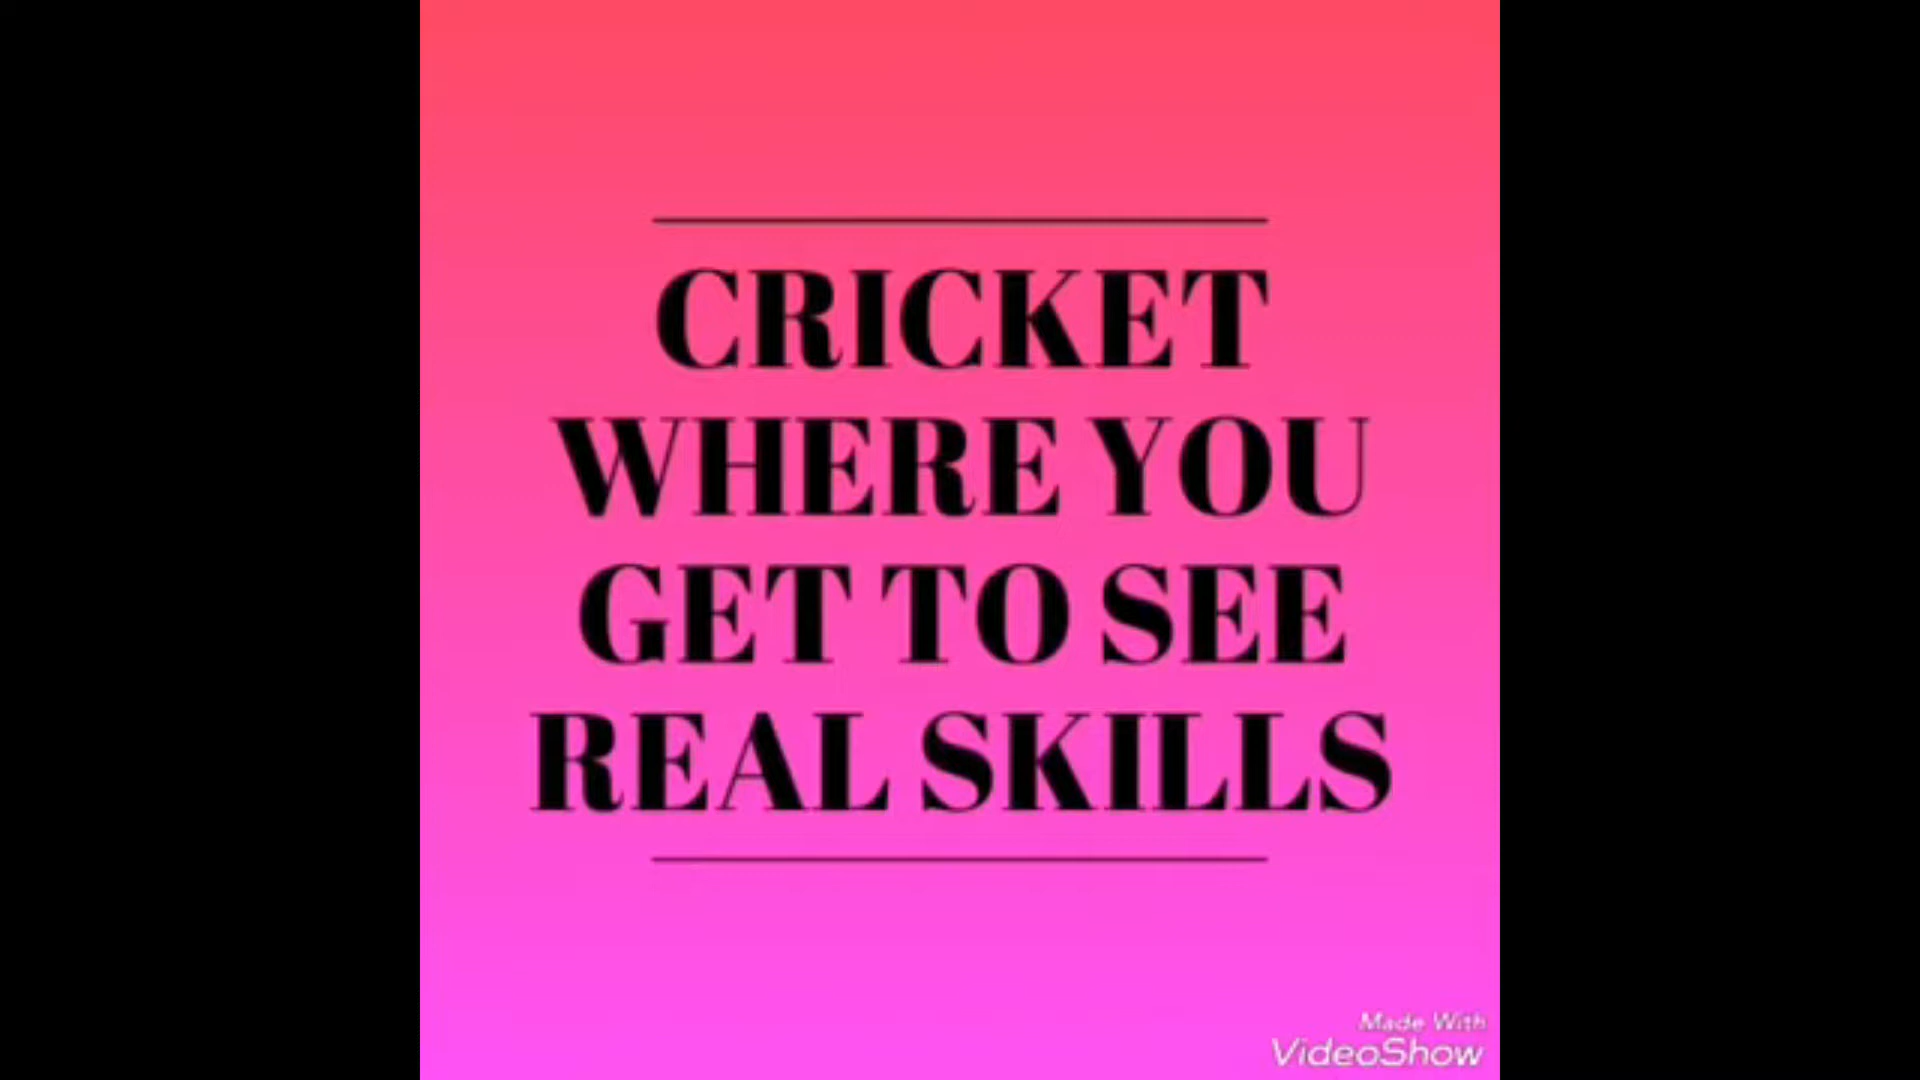 CRICKET
WHERE YOU
GET TO SEE
REAL SKILLS
Made With
VideoShow